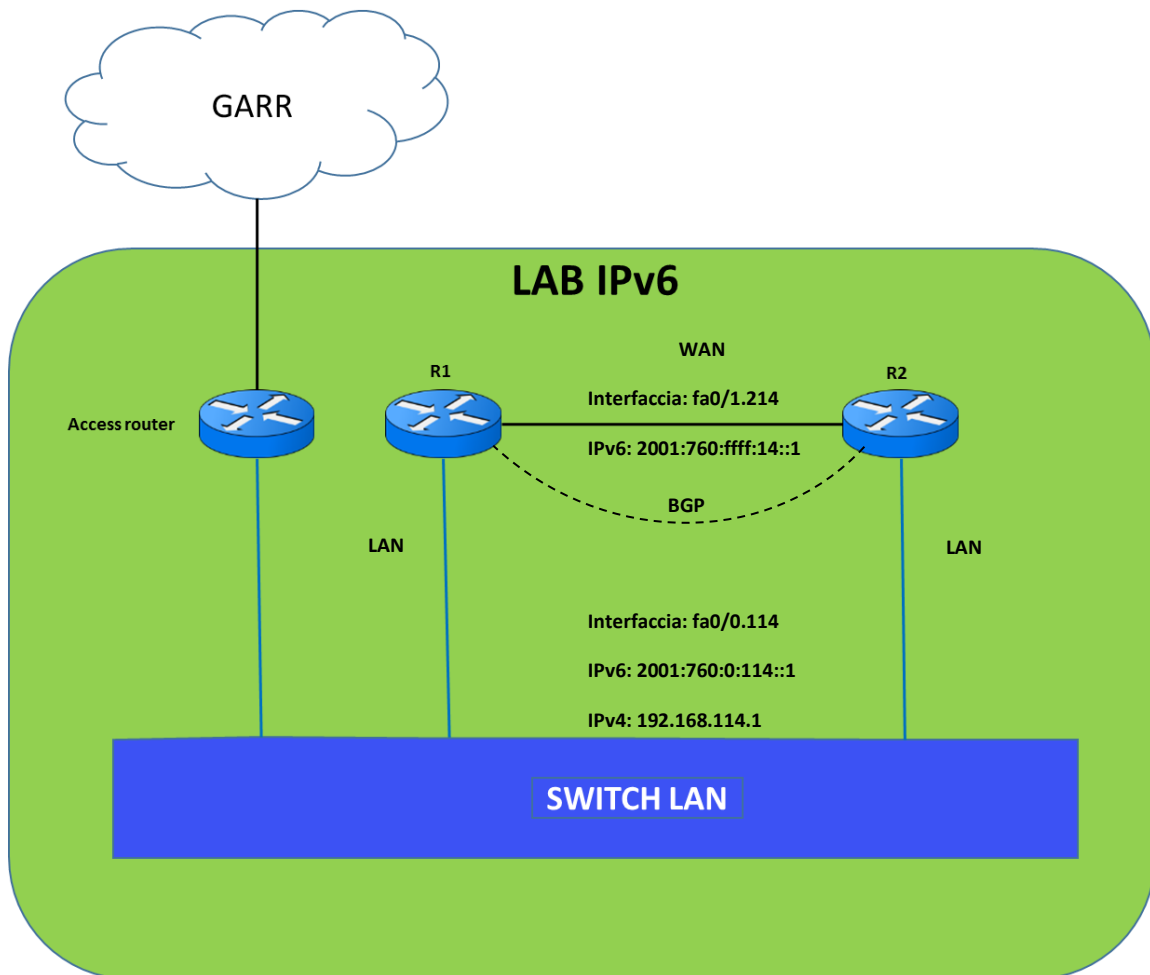 GARR
LAB IPv6
WAN
R1
R2
Interfaccia: fa0/1.214
Access router
IPv6: 2001:760:ffff:14::1
BGP
LAN
LAN
Interfaccia: fa0/0.114
IPv6: 2001:760:0:114::1
IPv4: 192.168.114.1
SWITCH LAN